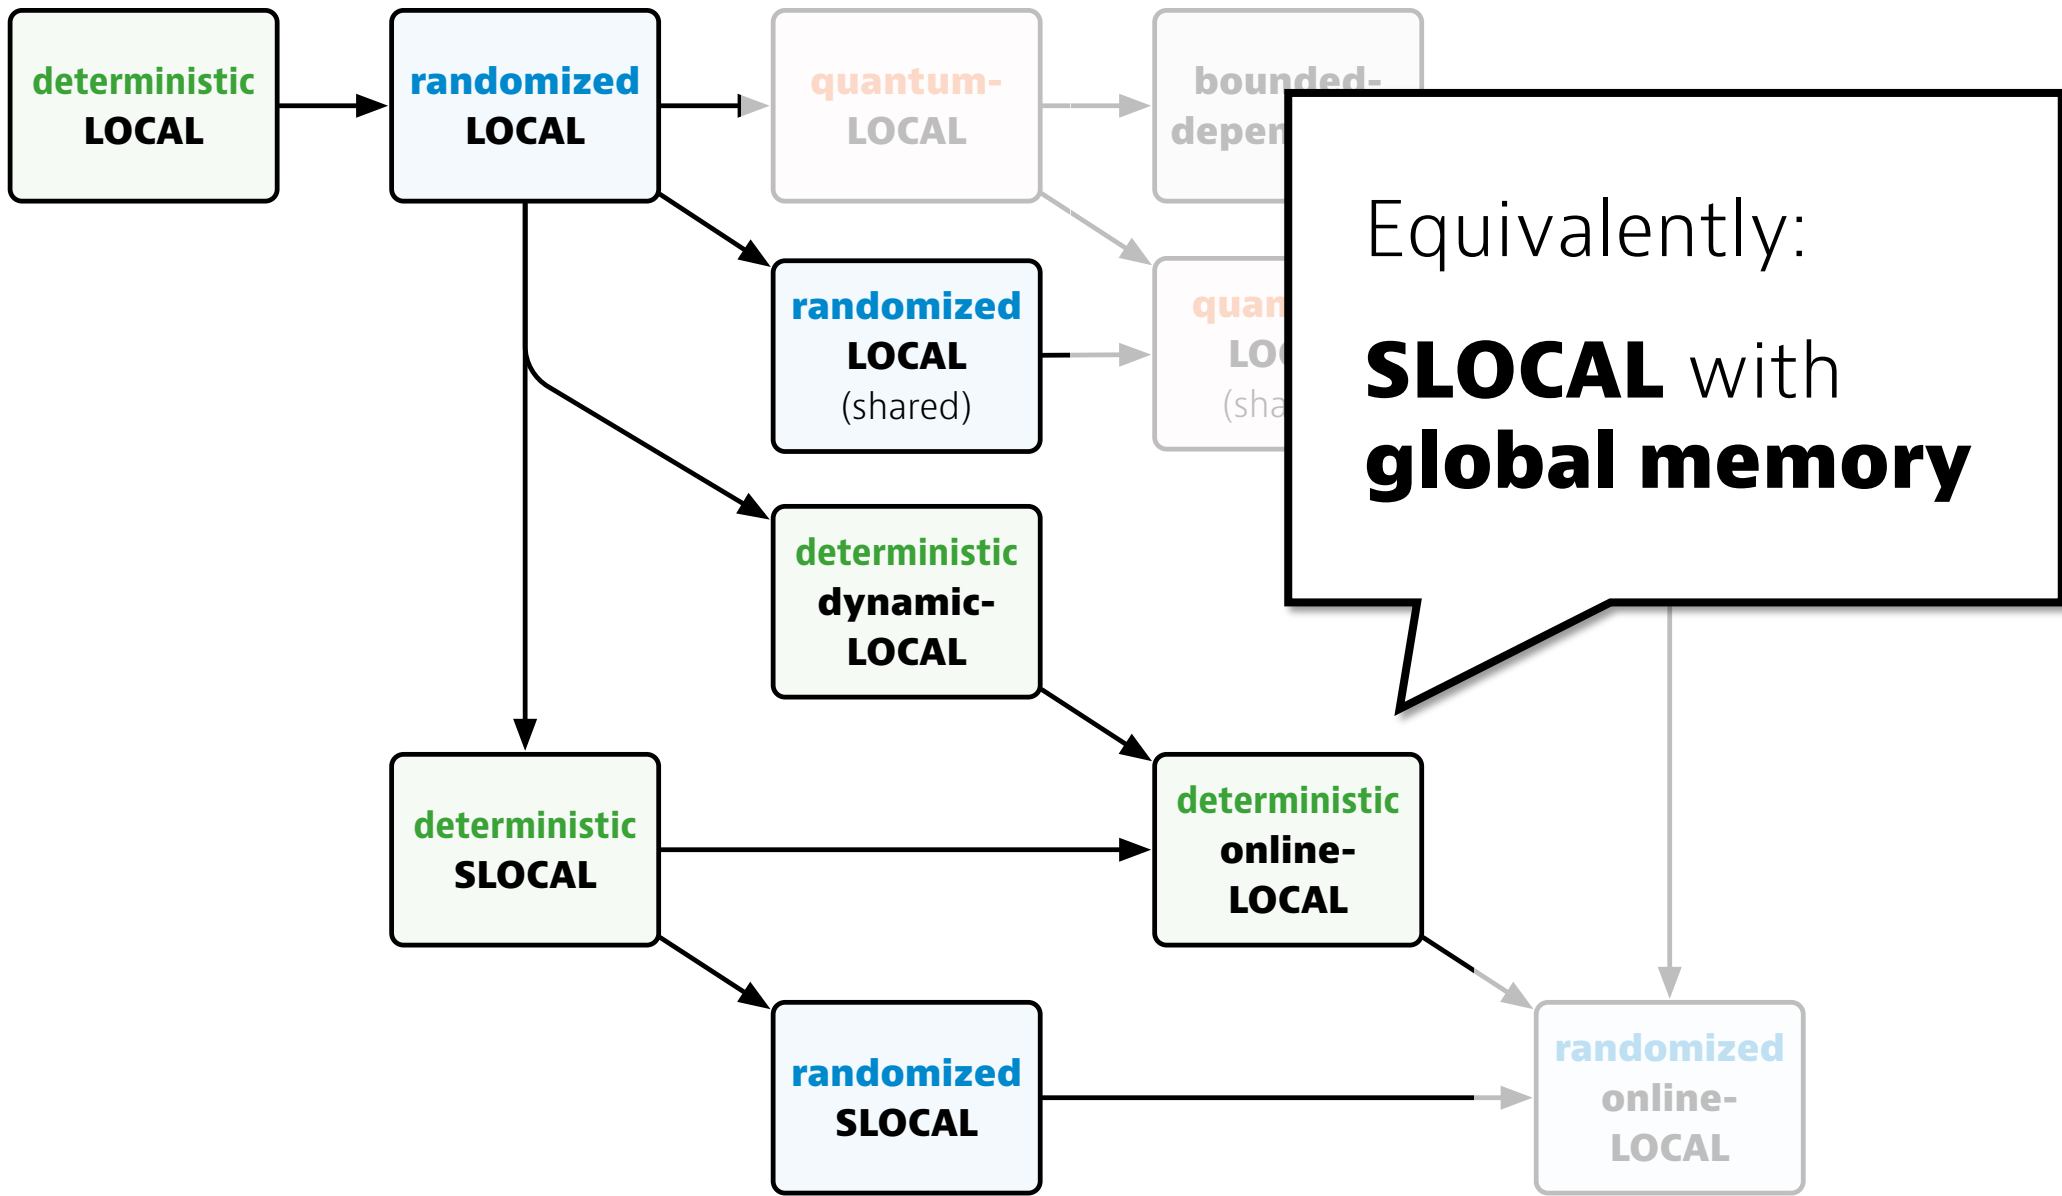 deterministic
LOCAL
randomized
LOCAL
quantum-
LOCAL
bounded-
Equivalently:
SLOCAL with
global memory
randomized
LOCAL
(shared)
deterministic
dynamic-
LOCAL
deterministic
SLOCAL
deterministic
online-
LOCAL
randomized
SLOCAL
randomized
online-
LOCAL